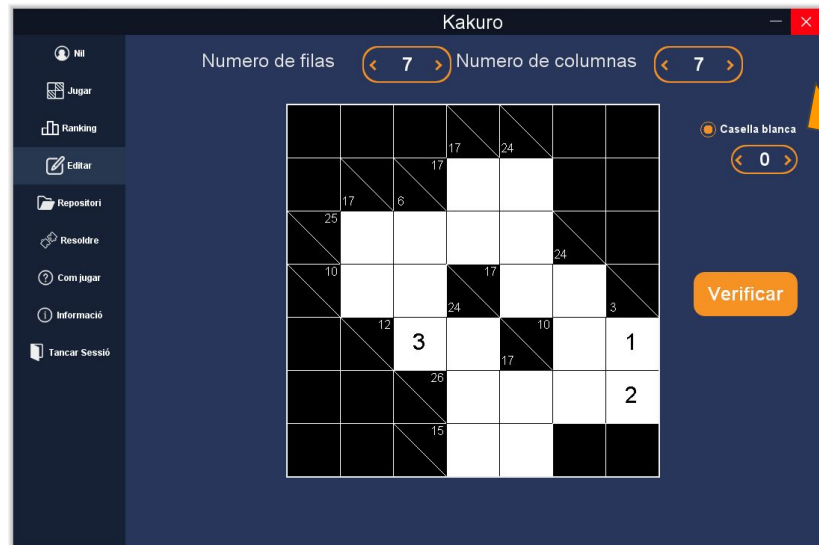 Kakuro
Nil
Jugar
Ranking
Editar
Repositori
Resoldre
Com jugar
Informació
Tancar Sessió
Numero de filas 7 Numero de columnas 7
Casella blanca
0
Verificar
17 24
17 6 17
25 24
10 24 17 3
12 3 17 10 1
26 2
15